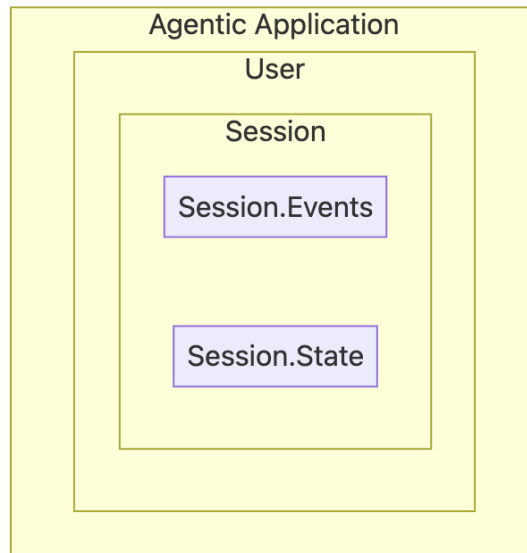 Agentic Application
User
Session
Session.Events
Session.State